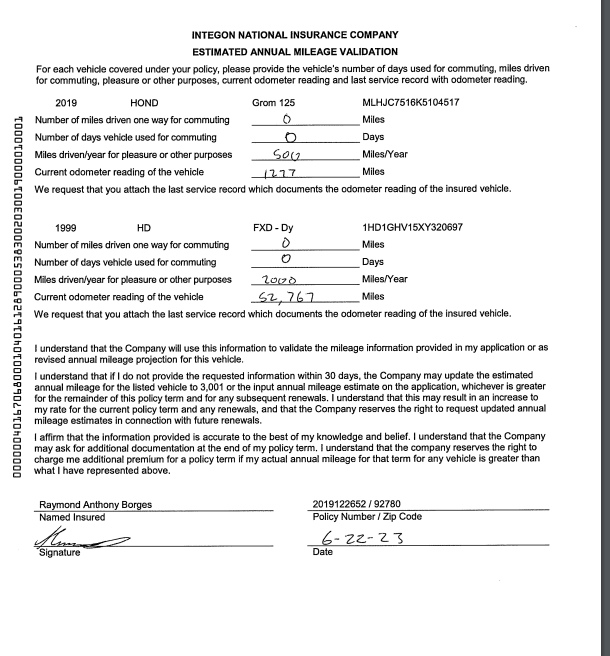 INTEGON NATIONAL INSURANCE COMPANY
ESTIMATED ANNUAL MILEAGE VALIDATION
For each vehicle covered under your policy, please provide the vehicle's number of days used for commuting, miles driven
for commuting, pleasure or other purposes, current odometer reading and last service record with odometer reading.
2019 HOND Grom 125 MLHJC7516K5104517
Number of miles driven one way for commuting 0 Miles
Number of days vehicle used for commuting 0 Days
Miles driven/year for pleasure or other purposes 500 Miles/Year
Current odometer reading of the vehicle 1277 Miles
We request that you attach the last service record which documents the odometer reading of the insured vehicle.
1999 HD FXD - Dy 1HD1GHV15XY320697
Number of miles driven one way for commuting 0 Miles
Number of days vehicle used for commuting 0 Days
Miles driven/year for pleasure or other purposes 2000 Miles/Year
Current odometer reading of the vehicle 52,767 Miles
We request that you attach the last service record which documents the odometer reading of the insured vehicle.
I understand that the Company will use this information to validate the mileage information provided in my application or as
revised annual mileage projection for this vehicle.
I understand that if I do not provide the requested information within 30 days, the Company may update the estimated
annual mileage for the listed vehicle to 3,001 or the input annual mileage estimate on the application, whichever is greater
for the remainder of this policy term and for any subsequent renewals. I understand that this may result in an increase to
my rate for the current policy term and any renewals, and that the Company reserves the right to request updated annual
mileage estimates in connection with future renewals.
I affirm that the information provided is accurate to the best of my knowledge and belief. I understand that the Company
may ask for additional documentation at the end of my policy term. I understand that the company reserves the right to
charge me additional premium for a policy term if my actual annual mileage for that term for any vehicle is greater than
what I have represented above.
Raymond Anthony Borges 2019122652 / 92780
Named Insured Policy Number / Zip Code
6-22-23
Signature Date